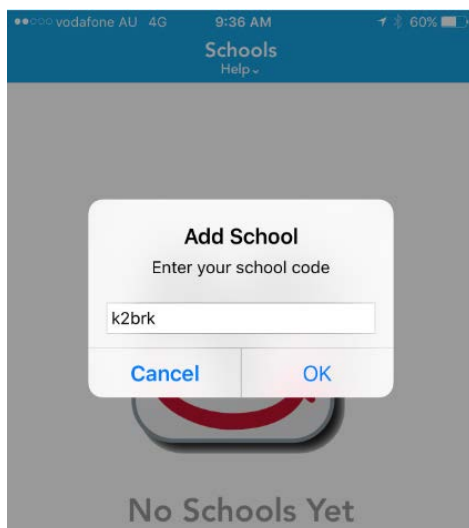 vodafone AU 4G 9:36 AM 60%
Schools
Help
Add School
Enter your school code
k2brk
Cancel OK
No Schools Yet